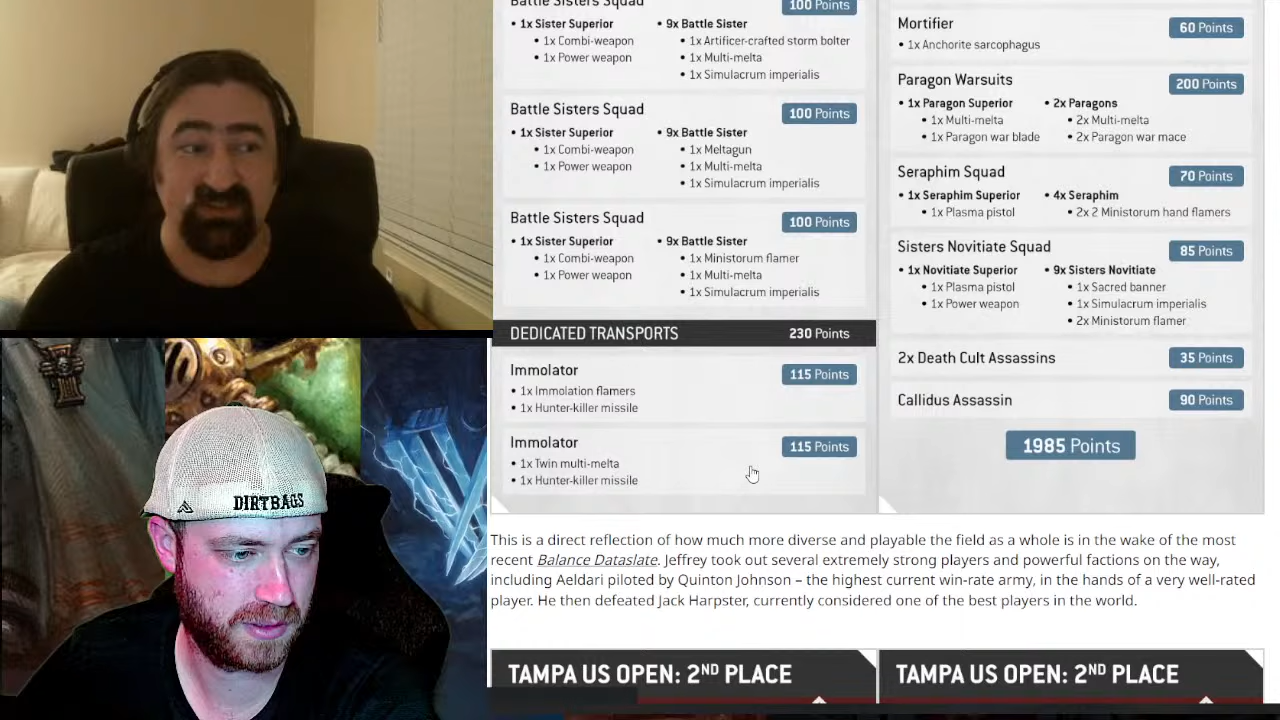 DIRTBAGS
Battle Sisters Squad
100 Points
• 1x Sister Superior
• 1x Combi-weapon
• 1x Power weapon
• 9x Battle Sister
• 1x Artificer-crafted storm bolter
• 1x Multi-melta
• 1x Simulacrum imperialis
Battle Sisters Squad
100 Points
• 1x Sister Superior
• 1x Combi-weapon
• 1x Power weapon
• 9x Battle Sister
• 1x Meltagun
• 1x Multi-melta
• 1x Simulacrum imperialis
Battle Sisters Squad
100 Points
• 1x Sister Superior
• 1x Combi-weapon
• 1x Power weapon
• 9x Battle Sister
• 1x Ministorum flamer
• 1x Multi-melta
• 1x Simulacrum imperialis
DEDICATED TRANSPORTS
230 Points
Immolator
115 Points
• 1x Immolation flamers
• 1x Hunter-killer missile
Immolator
115 Points
• 1x Twin multi-melta
• 1x Hunter-killer missile
Mortifier
60 Points
• 1x Anchorite sarcophagus
Paragon Warsuits
200 Points
• 1x Paragon Superior
• 1x Multi-melta
• 1x Paragon war blade
• 2x Paragons
• 2x Multi-melta
• 2x Paragon war mace
Seraphim Squad
70 Points
• 1x Seraphim Superior
• 1x Plasma pistol
• 4x Seraphim
• 2x 2 Ministorum hand flamers
Sisters Novitiate Squad
85 Points
• 1x Novitiate Superior
• 1x Plasma pistol
• 1x Power weapon
• 9x Sisters Novitiate
• 1x Sacred banner
• 1x Simulacrum imperialis
• 2x Ministorum flamer
2x Death Cult Assassins
35 Points
Callidus Assassin
90 Points
1985 Points
This is a direct reflection of how much more diverse and playable the field as a whole is in the wake of the most
recent Balance Dataslate. Jeffrey took out several extremely strong players and powerful factions on the way,
including Aeldari piloted by Quinton Johnson – the highest current win-rate army, in the hands of a very well-rated
player. He then defeated Jack Harpster, currently considered one of the best players in the world.
TAMPA US OPEN: 2ND PLACE
TAMPA US OPEN: 2ND PLACE